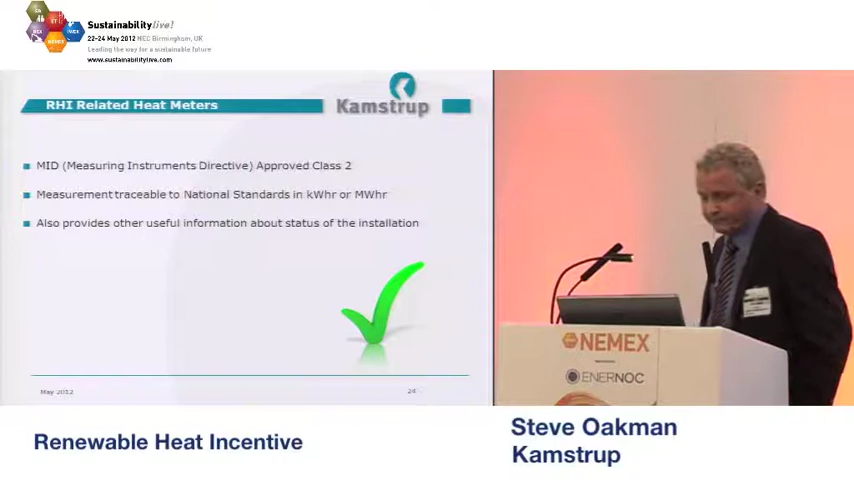 Sustainabilitylive!
22-24 May 2012 NEC Birmingham, UK
Leading the way for a sustainable future
www.sustainabilitylive.com
RHI Related Heat Meters
Kamstrup
MID (Measuring Instruments Directive) Approved Class 2
Measurement traceable to National Standards in kWhr or MWhr
Also provides other useful information about status of the installation
May 2012
24
NEMEX
ENERNOC
Renewable Heat Incentive
Steve Oakman
Kamstrup